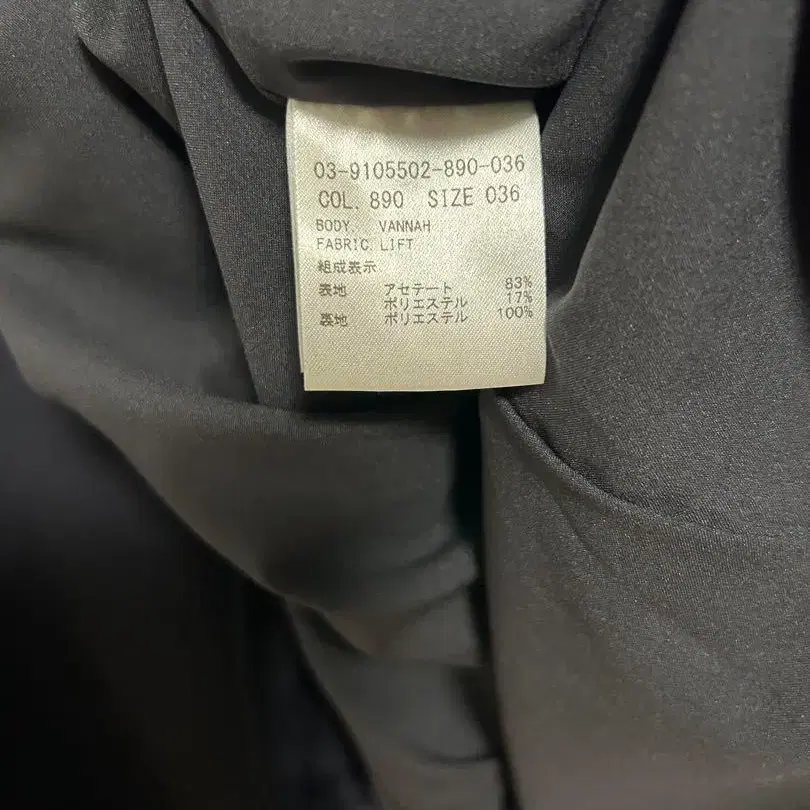 03-9105502-890-036
COL. 890 SIZE 036
BODY. VANNAH
FABRIC. LIFT
組成表示
表地 アセテート 83%
ポリエステル 17%
裏地 ポリエステル 100%